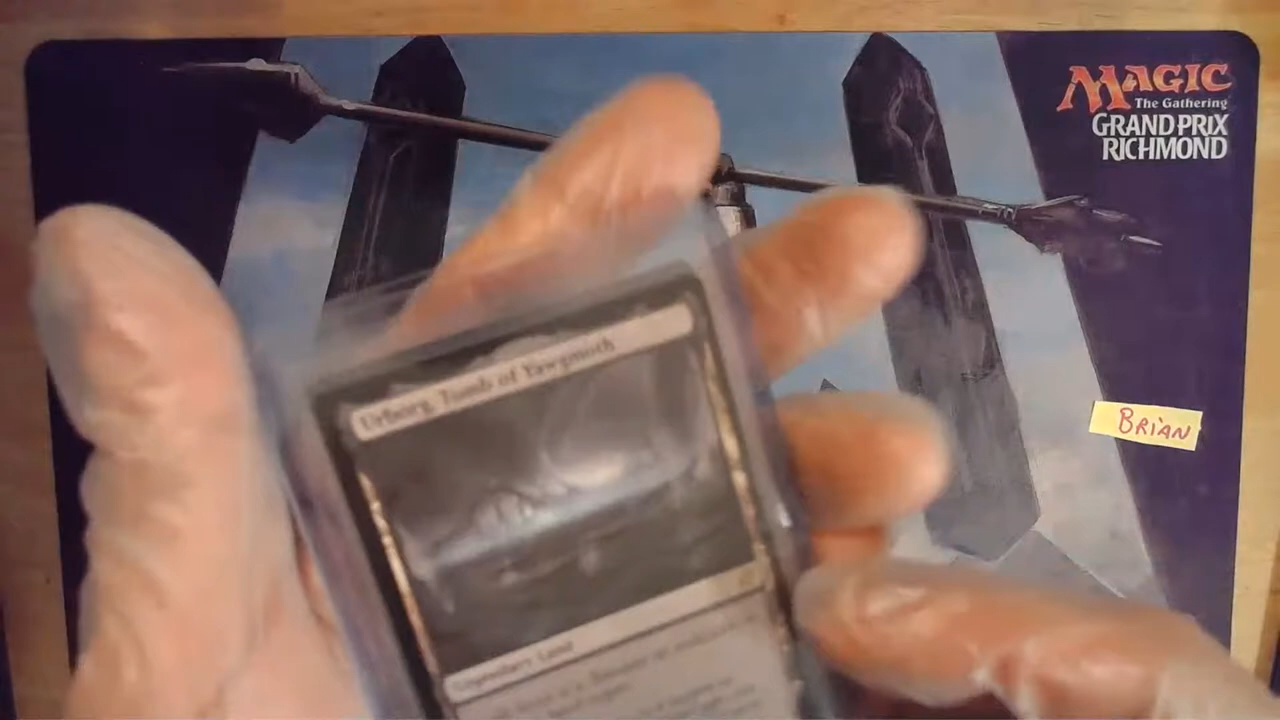 MAGIC
The Gathering
GRAND PRIX
RICHMOND
BRIAN
Urborg, Tomb of Yawgmoth
Legendary Land